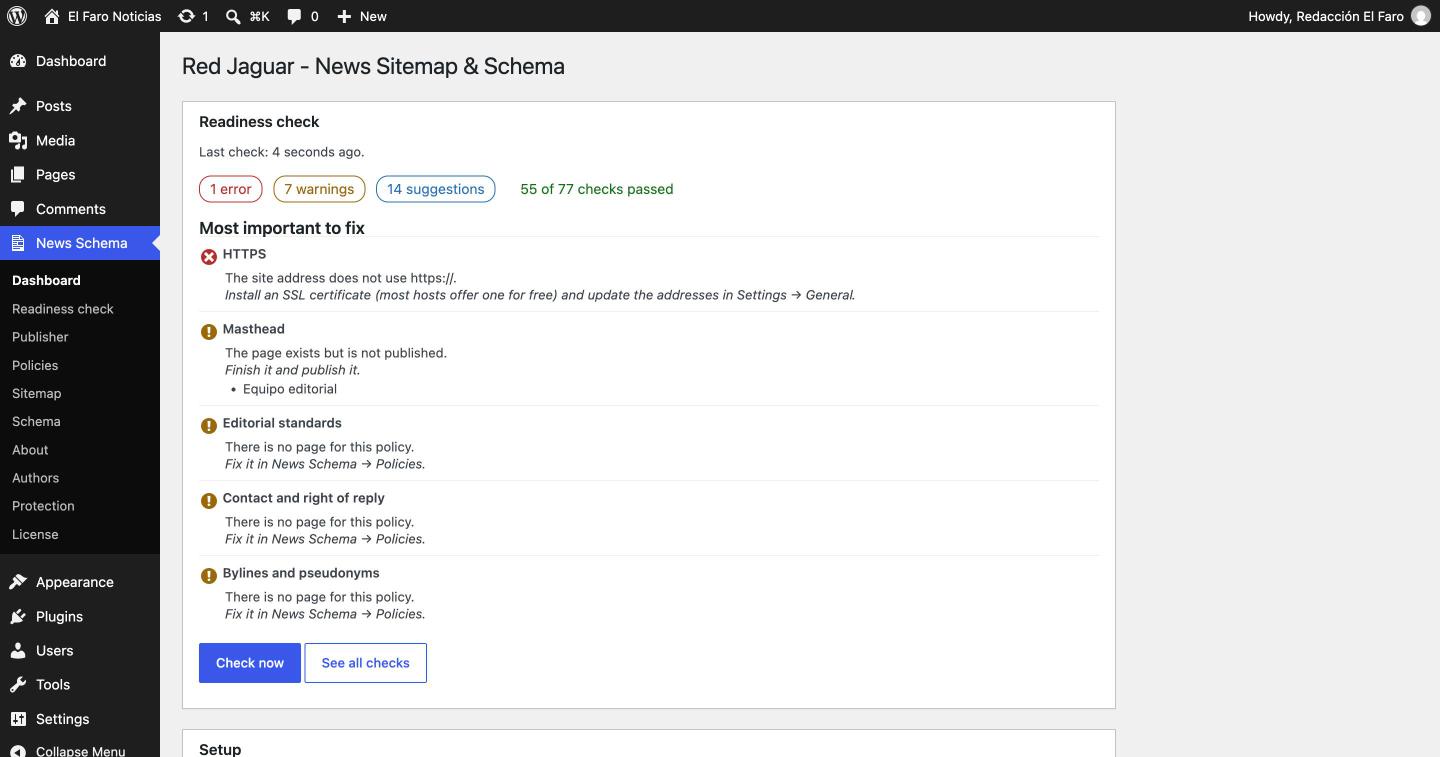 El Faro Noticias 1 ⌘K 0 New Howdy, Redacción El Faro
Dashboard
Posts
Media
Pages
Comments
News Schema
Dashboard
Readiness check
Publisher
Policies
Sitemap
Schema
About
Authors
Protection
License
Appearance
Plugins
Users
Tools
Settings
Collapse Menu
Red Jaguar - News Sitemap & Schema
Readiness check
Last check: 4 seconds ago.
1 error 7 warnings 14 suggestions 55 of 77 checks passed
Most important to fix
HTTPS
The site address does not use https://.
Install an SSL certificate (most hosts offer one for free) and update the addresses in Settings → General.
Masthead
The page exists but is not published.
Finish it and publish it.
• Equipo editorial
Editorial standards
There is no page for this policy.
Fix it in News Schema → Policies.
Contact and right of reply
There is no page for this policy.
Fix it in News Schema → Policies.
Bylines and pseudonyms
There is no page for this policy.
Fix it in News Schema → Policies.
Check now See all checks
Setup